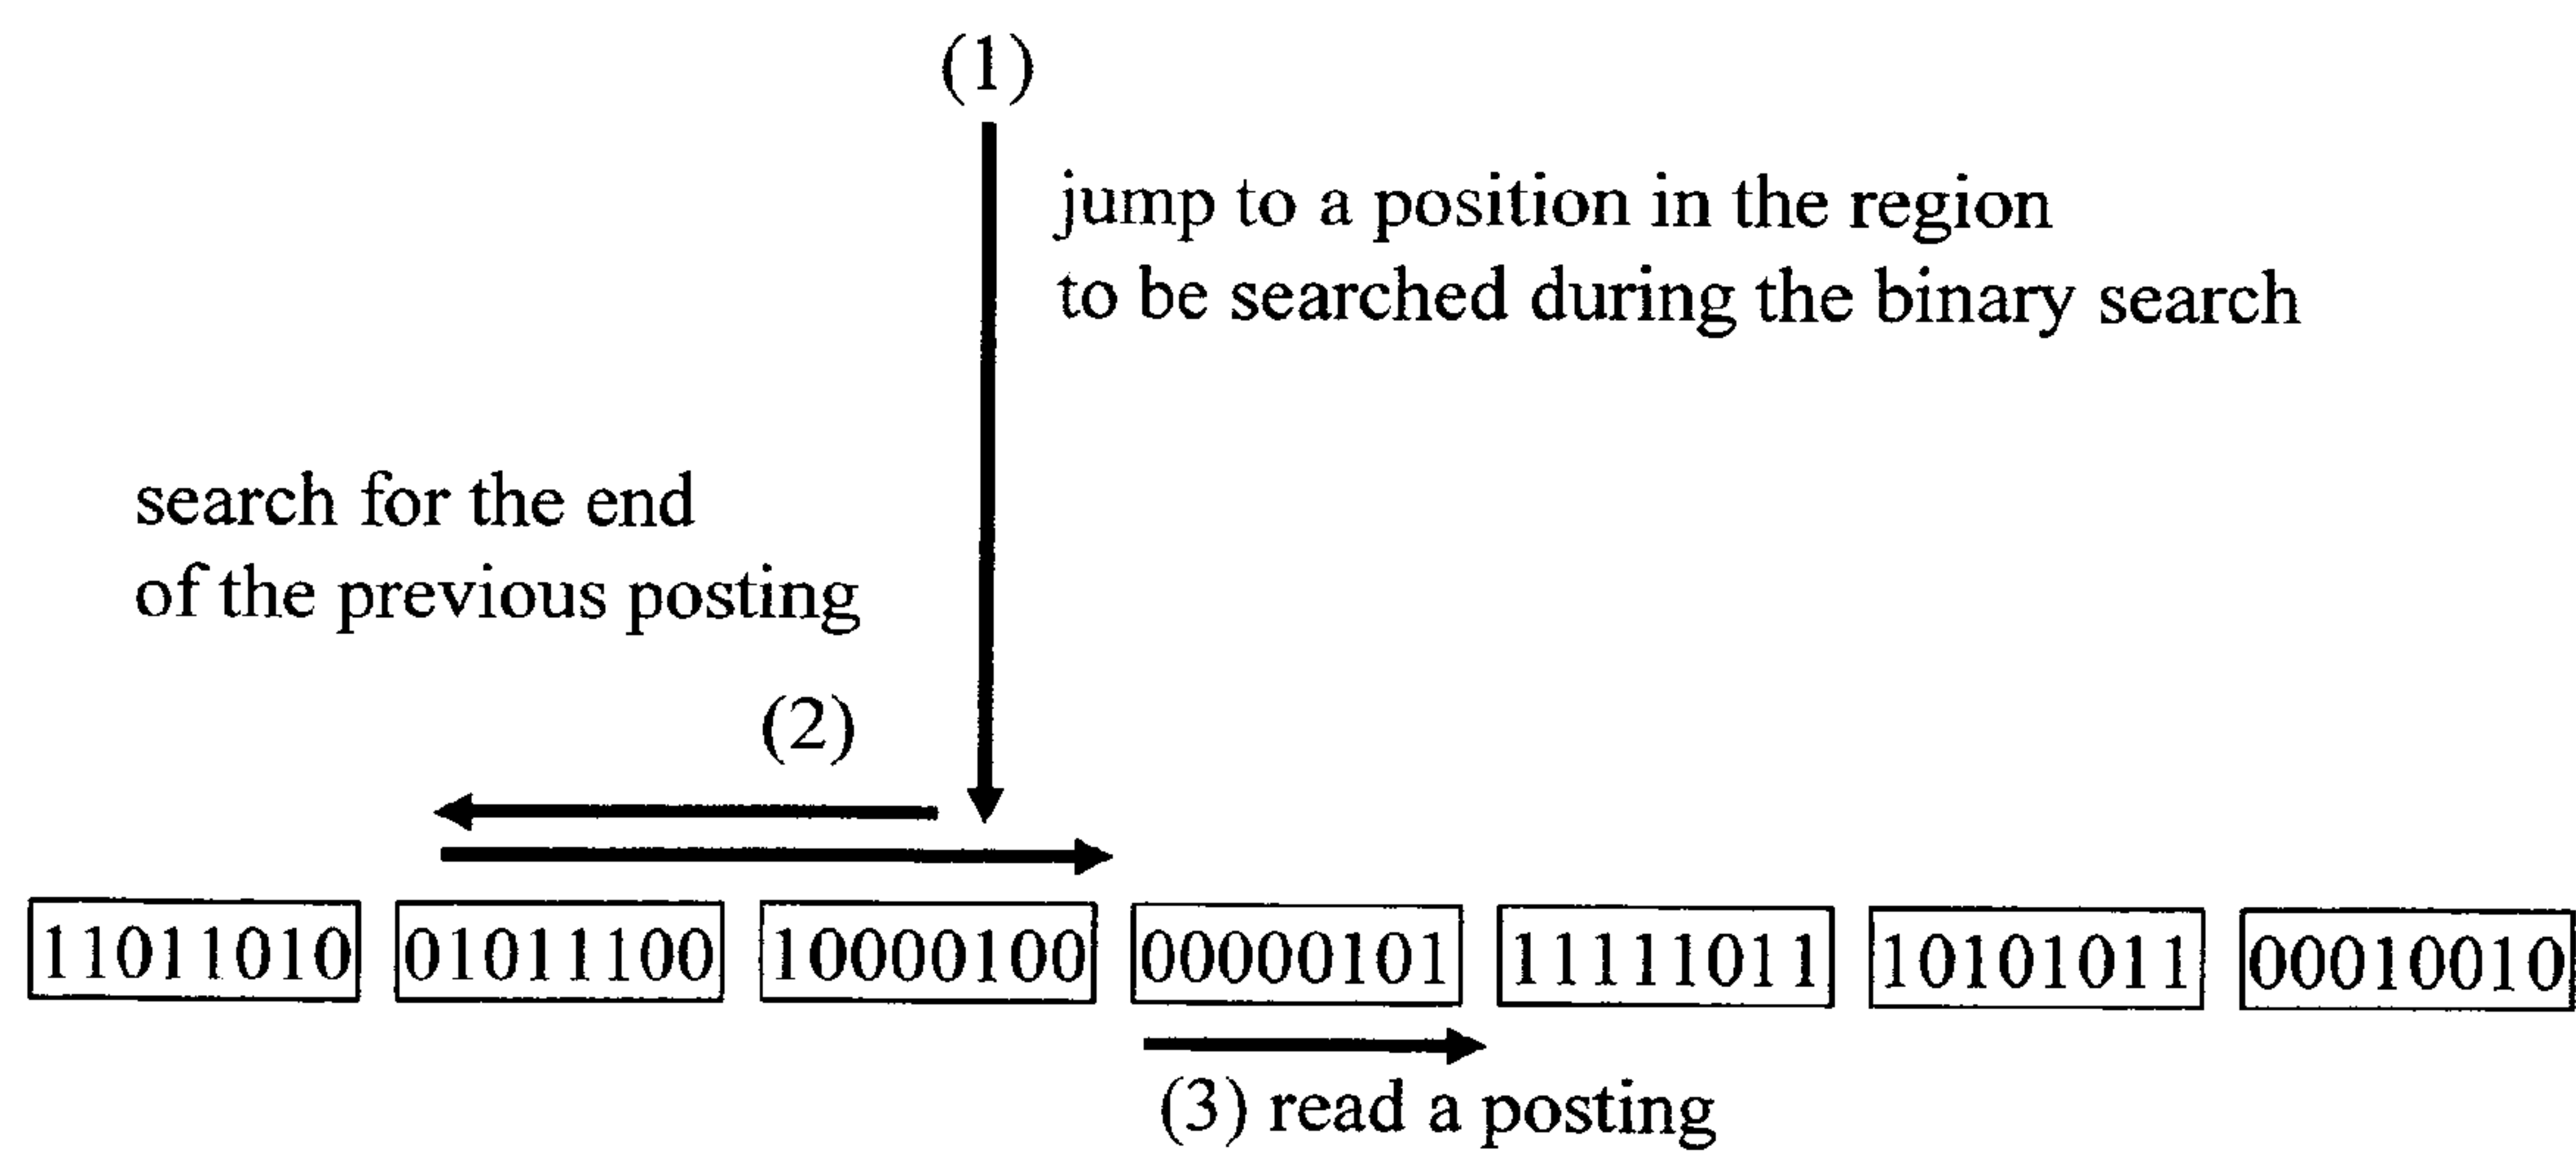 (1)
jump to a position in the region
to be searched during the binary search
search for the end
of the previous posting
(2)
11011010 01011100 10000100 00000101 11111011 10101011 00010010
(3) read a posting